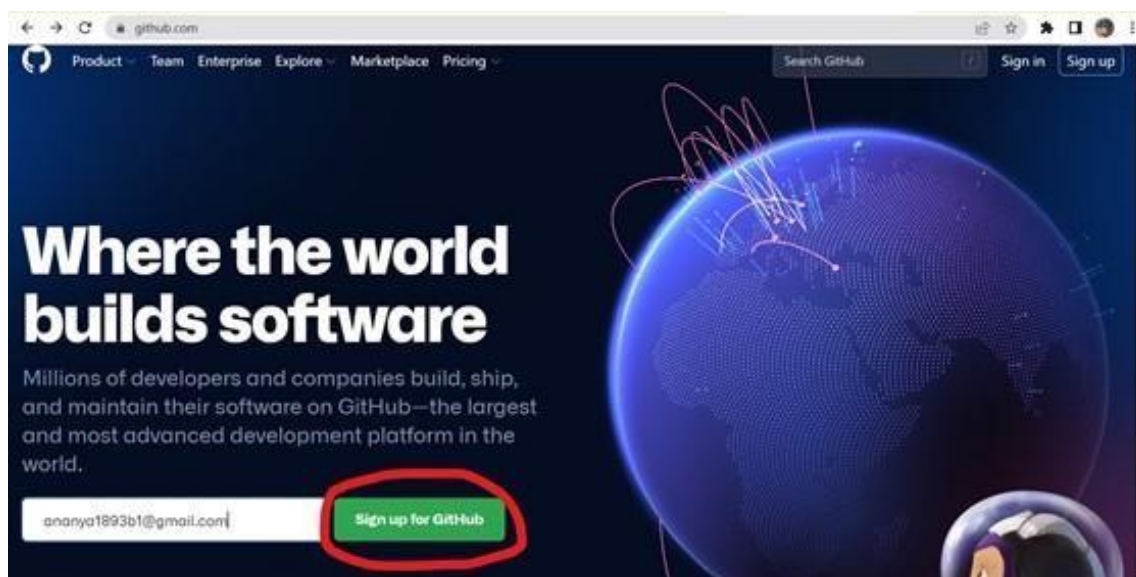 github.com
Product Team Enterprise Explore Marketplace Pricing Search GitHub / Sign in Sign up
Where the world
builds software
Millions of developers and companies build, ship,
and maintain their software on GitHub—the largest
and most advanced development platform in the
world.
ananya1893b1@gmail.com Sign up for GitHub